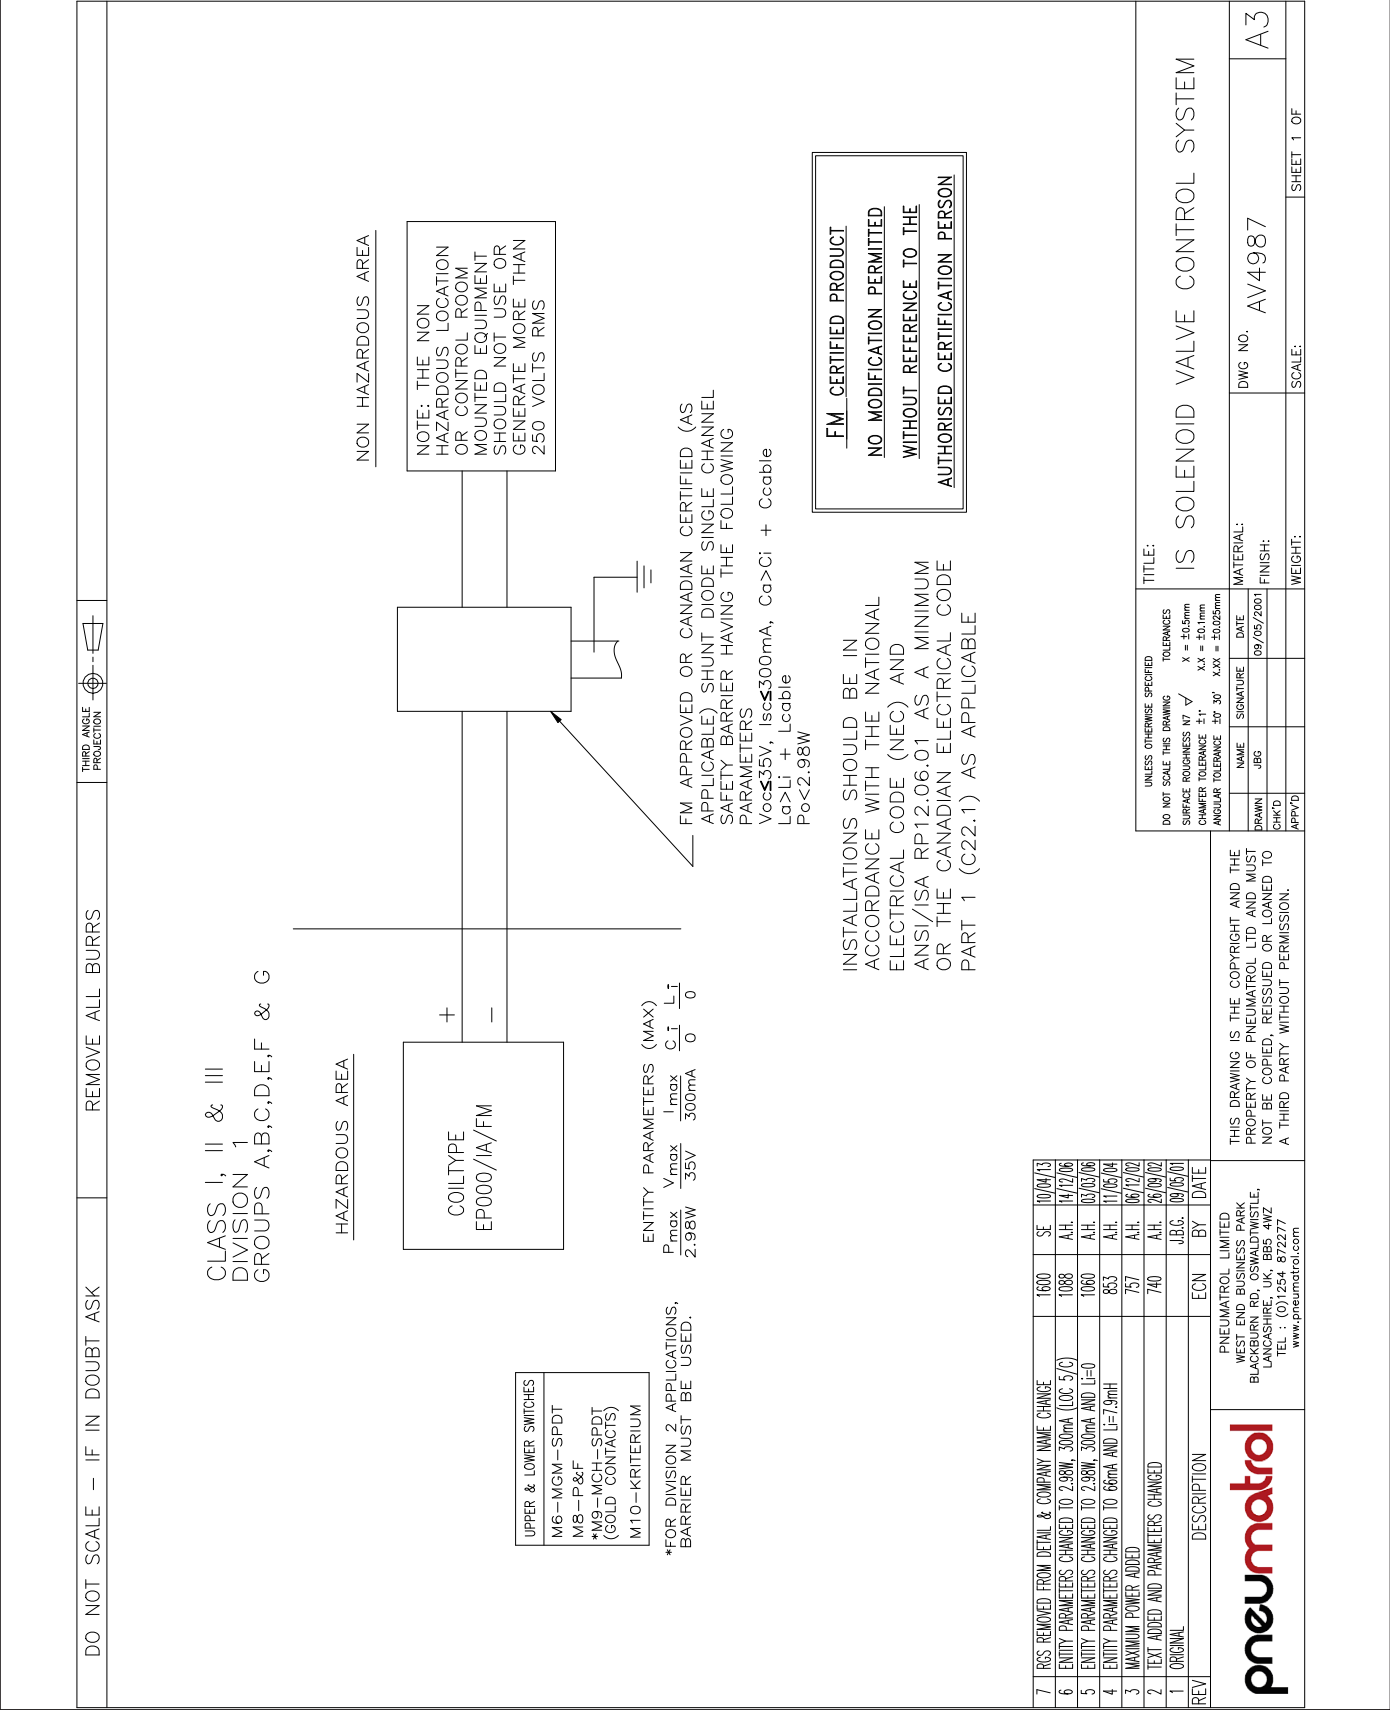 DO NOT SCALE – IF IN DOUBT ASK
REMOVE ALL BURRS
THIRD ANGLE
PROJECTION
CLASS I, II & III
DIVISION 1
GROUPS A,B,C,D,E,F & G
HAZARDOUS AREA
NON HAZARDOUS AREA
COILTYPE
EP000/IA/FM
+
–
NOTE: THE NON
HAZARDOUS LOCATION
OR CONTROL ROOM
MOUNTED EQUIPMENT
SHOULD NOT USE OR
GENERATE MORE THAN
250 VOLTS RMS
UPPER & LOWER SWITCHES
M6–MGM–SPDT
M8–P&F
*M9–MCH–SPDT
(GOLD CONTACTS)
M10–KRITERIUM
*FOR DIVISION 2 APPLICATIONS,
BARRIER MUST BE USED.
ENTITY PARAMETERS (MAX)
Pmax Vmax Imax Ci Li
2.98W 35V 300mA 0 0
FM APPROVED OR CANADIAN CERTIFIED (AS
APPLICABLE) SHUNT DIODE SINGLE CHANNEL
SAFETY BARRIER HAVING THE FOLLOWING
PARAMETERS
Voc≤35V, Isc≤300mA, Ca>Ci + Ccable
La>Li + Lcable
Po<2.98W
INSTALLATIONS SHOULD BE IN
ACCORDANCE WITH THE NATIONAL
ELECTRICAL CODE (NEC) AND
ANSI/ISA RP12.06.01 AS A MINIMUM
OR THE CANADIAN ELECTRICAL CODE
PART 1 (C22.1) AS APPLICABLE
FM CERTIFIED PRODUCT
NO MODIFICATION PERMITTED
WITHOUT REFERENCE TO THE
AUTHORISED CERTIFICATION PERSON
7 RGS REMOVED FROM DETAIL & COMPANY NAME CHANGE 1600 SE 10/04/13
6 ENTITY PARAMETERS CHANGED TO 2.98W, 300mA (LOC 5/C) 1088 A.H. 14/12/06
5 ENTITY PARAMETERS CHANGED TO 2.98W, 300mA AND Li=0 1060 A.H. 03/03/06
4 ENTITY PARAMETERS CHANGED TO 66mA AND Li=7.9mH 853 A.H. 11/05/04
3 MAXIMUM POWER ADDED 757 A.H. 06/12/02
2 TEXT ADDED AND PARAMETERS CHANGED 740 A.H. 26/09/02
1 ORIGINAL J.B.G. 09/05/01
REV DESCRIPTION ECN BY DATE
pneumatrol
PNEUMATROL LIMITED
WEST END BUSINESS PARK
BLACKBURN RD, OSWALDTWISTLE,
LANCASHIRE, UK, BB5 4WZ
TEL : (0)1254 872277
www.pneumatrol.com
THIS DRAWING IS THE COPYRIGHT AND THE
PROPERTY OF PNEUMATROL LTD AND MUST
NOT BE COPIED, REISSUED OR LOANED TO
A THIRD PARTY WITHOUT PERMISSION.
UNLESS OTHERWISE SPECIFIED
DO NOT SCALE THIS DRAWING TOLERANCES
SURFACE ROUGHNESS N7 X = ±0.5mm
CHAMFER TOLERANCE ±1° X.X = ±0.1mm
ANGULAR TOLERANCE ±0° 30' X.XX = ±0.025mm
NAME SIGNATURE DATE
DRAWN JBG 09/05/2001
CHK'D
APPV'D
TITLE:
IS SOLENOID VALVE CONTROL SYSTEM
MATERIAL:
FINISH:
WEIGHT:
DWG NO.
AV4987
A3
SCALE:
SHEET 1 OF